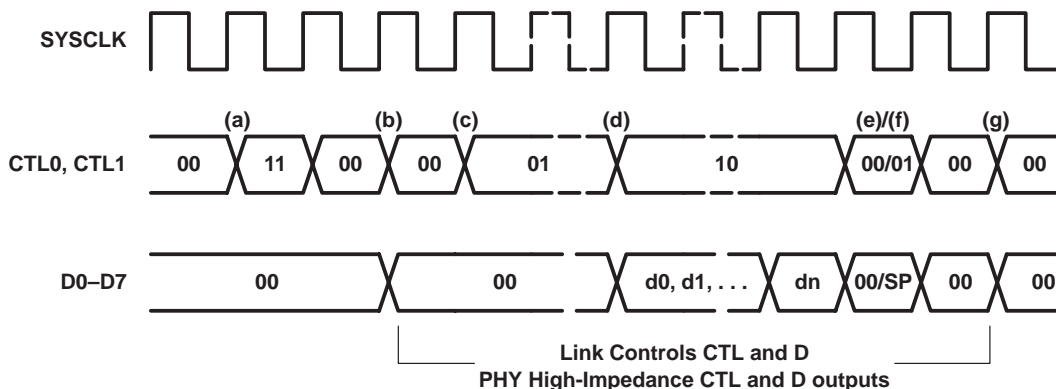 SYSCLK
(a) (b) (c) (d) (e)/(f) (g)
CTL0, CTL1 00 11 00 00 01 10 00/01 00 00
D0–D7 00 00 d0, d1, . . . dn 00/SP 00 00
Link Controls CTL and D
PHY High-Impedance CTL and D outputs